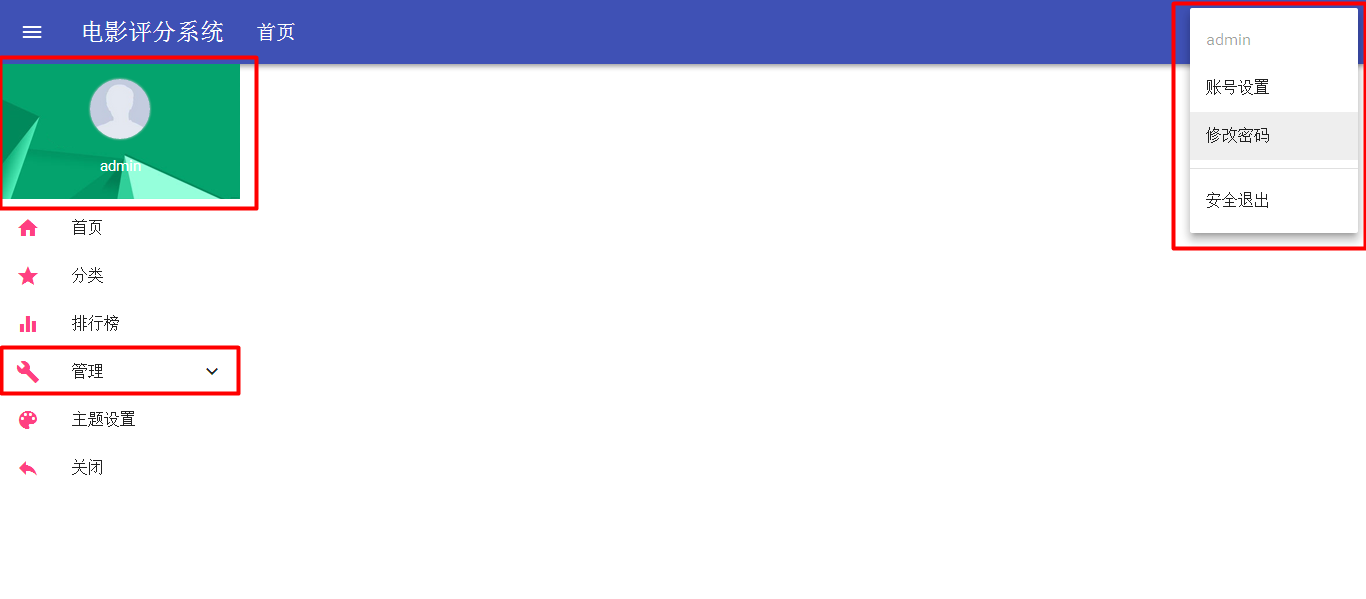 电影评分系统 首页
admin
账号设置
修改密码
安全退出
admin
首页
分类
排行榜
管理
主题设置
关闭